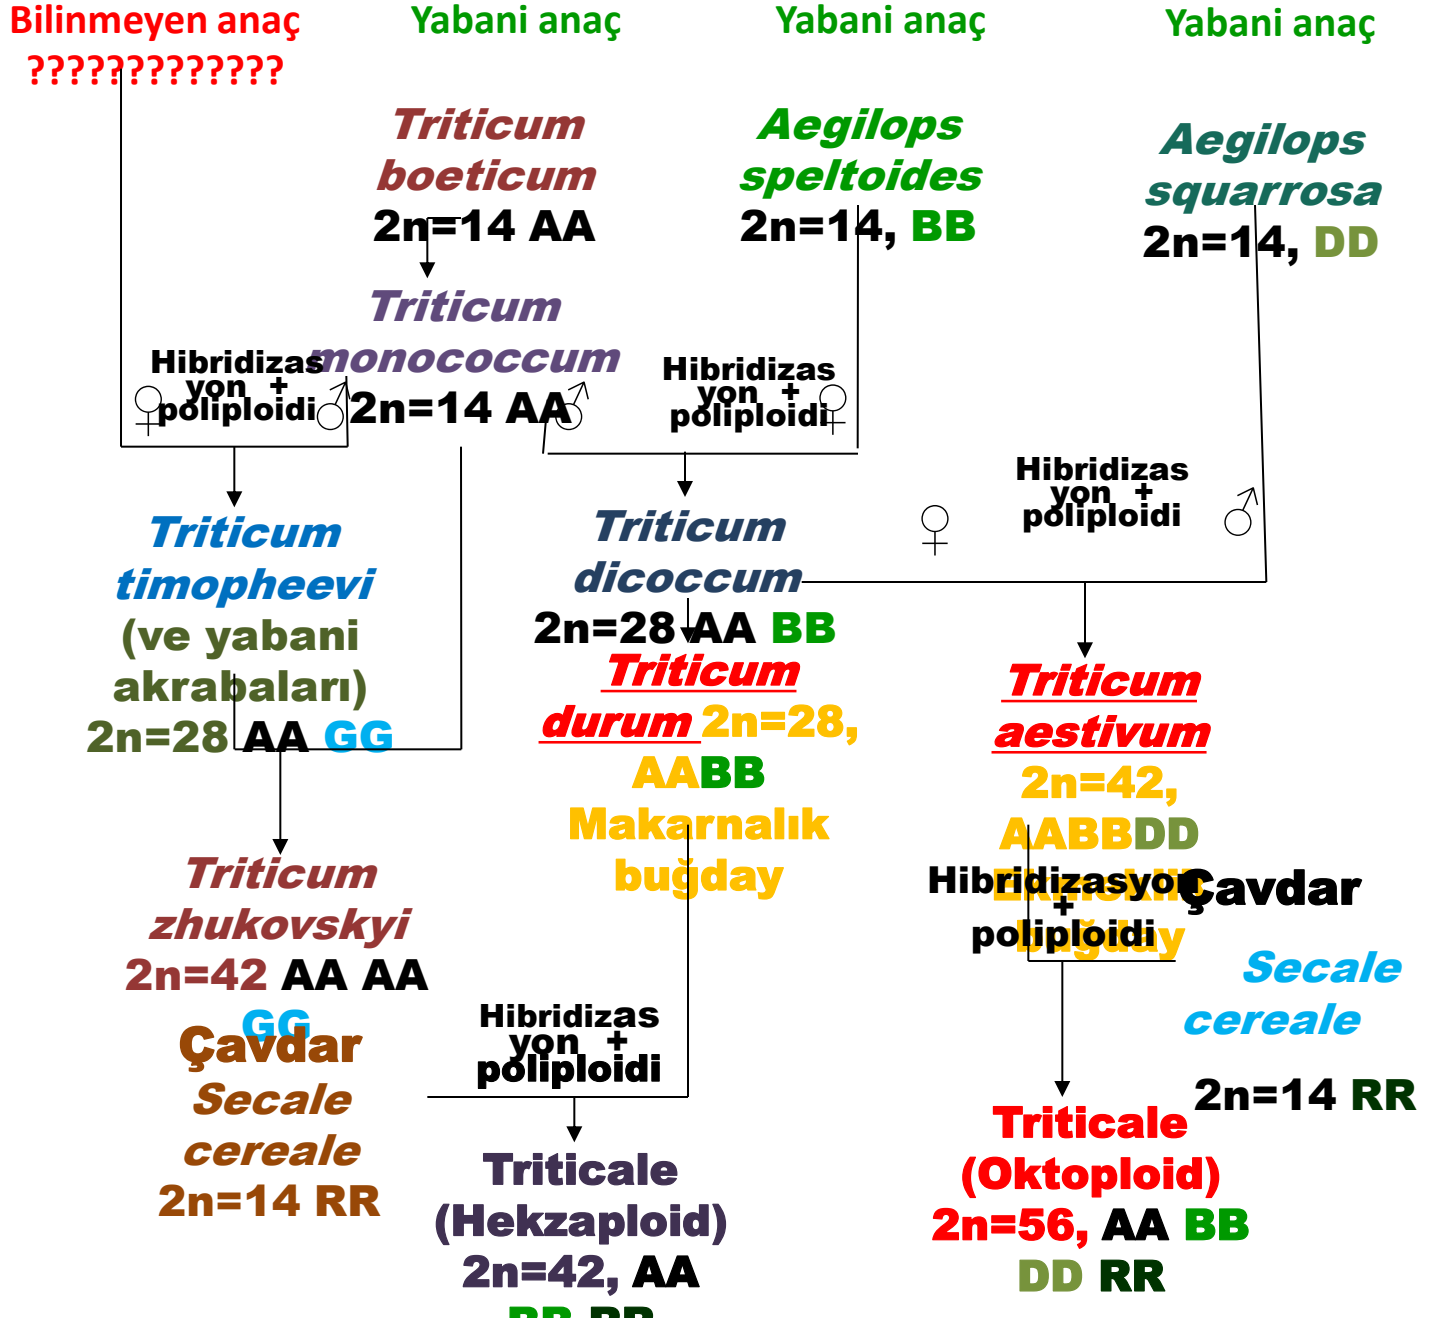 Bilinmeyen anaç
?????????????
Yabani anaç
Yabani anaç
Yabani anaç
Triticum
boeticum
2n=14 AA
Aegilops
speltoides
2n=14, BB
Aegilops
squarrosa
2n=14, DD
Triticum
monococcum
2n=14 AA
Hibridizas
yon +
poliploidi
♀
♂
Hibridizas
yon +
poliploidi
♂
♀
Hibridizas
yon +
poliploidi
♀
♂
Triticum
timopheevi
(ve yabani
akrabaları)
2n=28 AA GG
Triticum
dicoccum
2n=28 AA BB
Triticum
durum 2n=28,
AABB
Makarnalık
buğday
Triticum
aestivum
2n=42,
AABBDD
Ekmeklik
buğday
Hibridizasyon
+
poliploidi
Çavdar
Secale
cereale
2n=14 RR
Triticum
zhukovskyi
2n=42 AA AA
GG
Çavdar
Secale
cereale
2n=14 RR
Hibridizas
yon +
poliploidi
Triticale
(Hekzaploid)
2n=42, AA
BB RR
Triticale
(Oktoploid)
2n=56, AA BB
DD RR